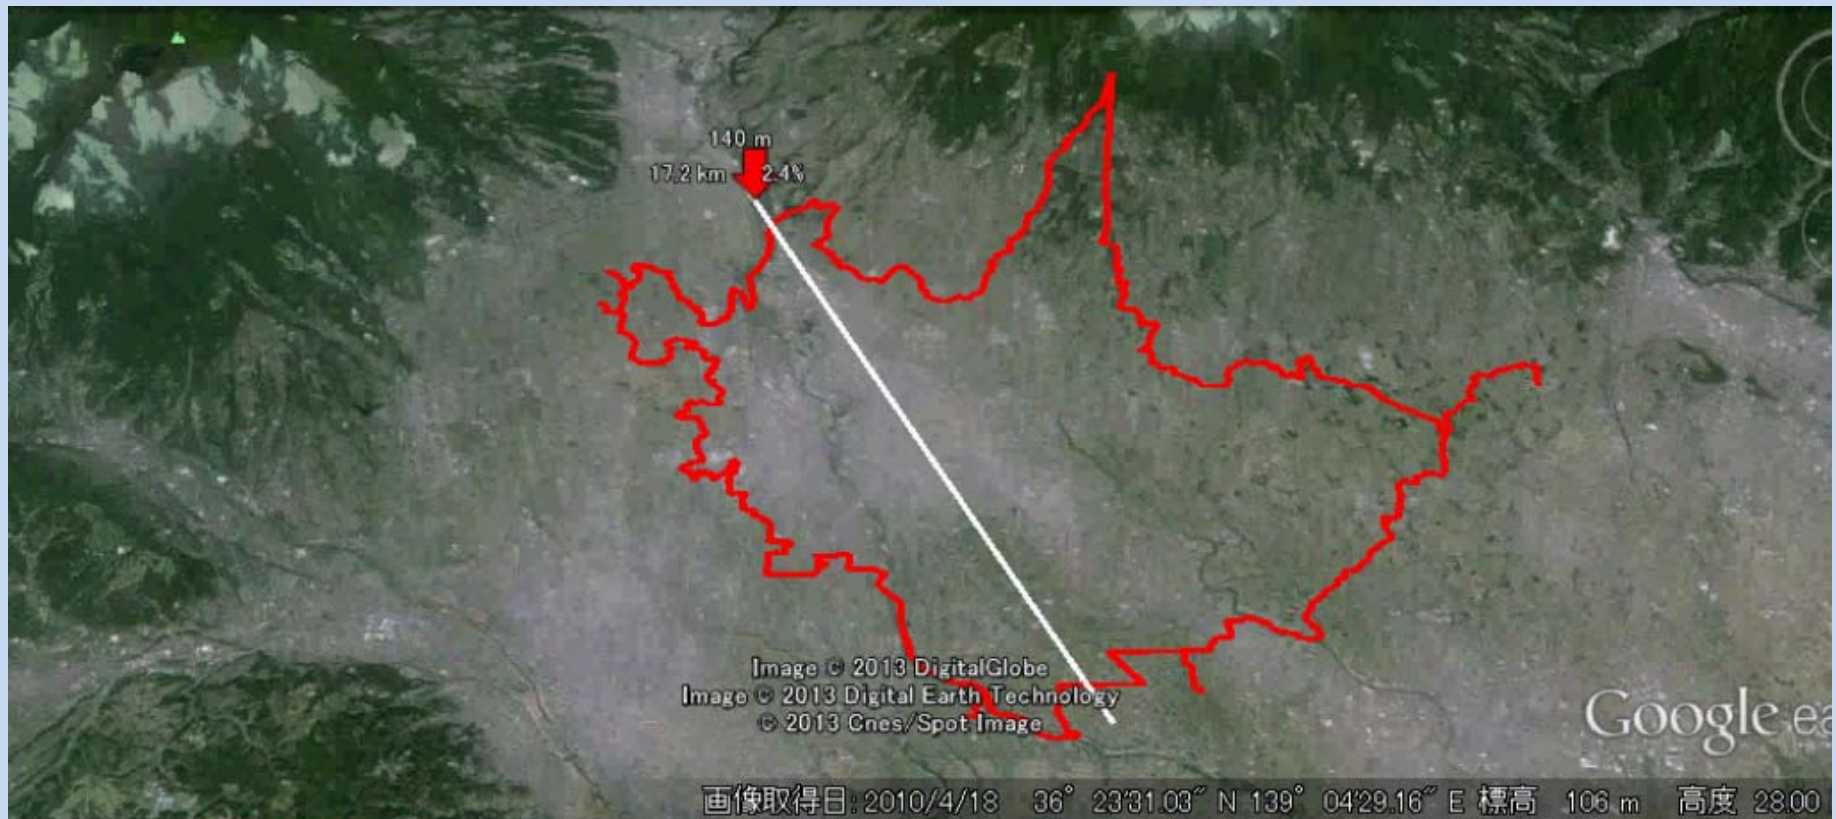 140 m
17.2 km 2.4%
Image © 2013 DigitalGlobe
Image © 2013 Digital Earth Technology
© 2013 Cnes/Spot Image
Google ea
画像取得日: 2010/4/18 36° 23'31.03" N 139° 04'29.16" E 標高 106 m 高度 28.00